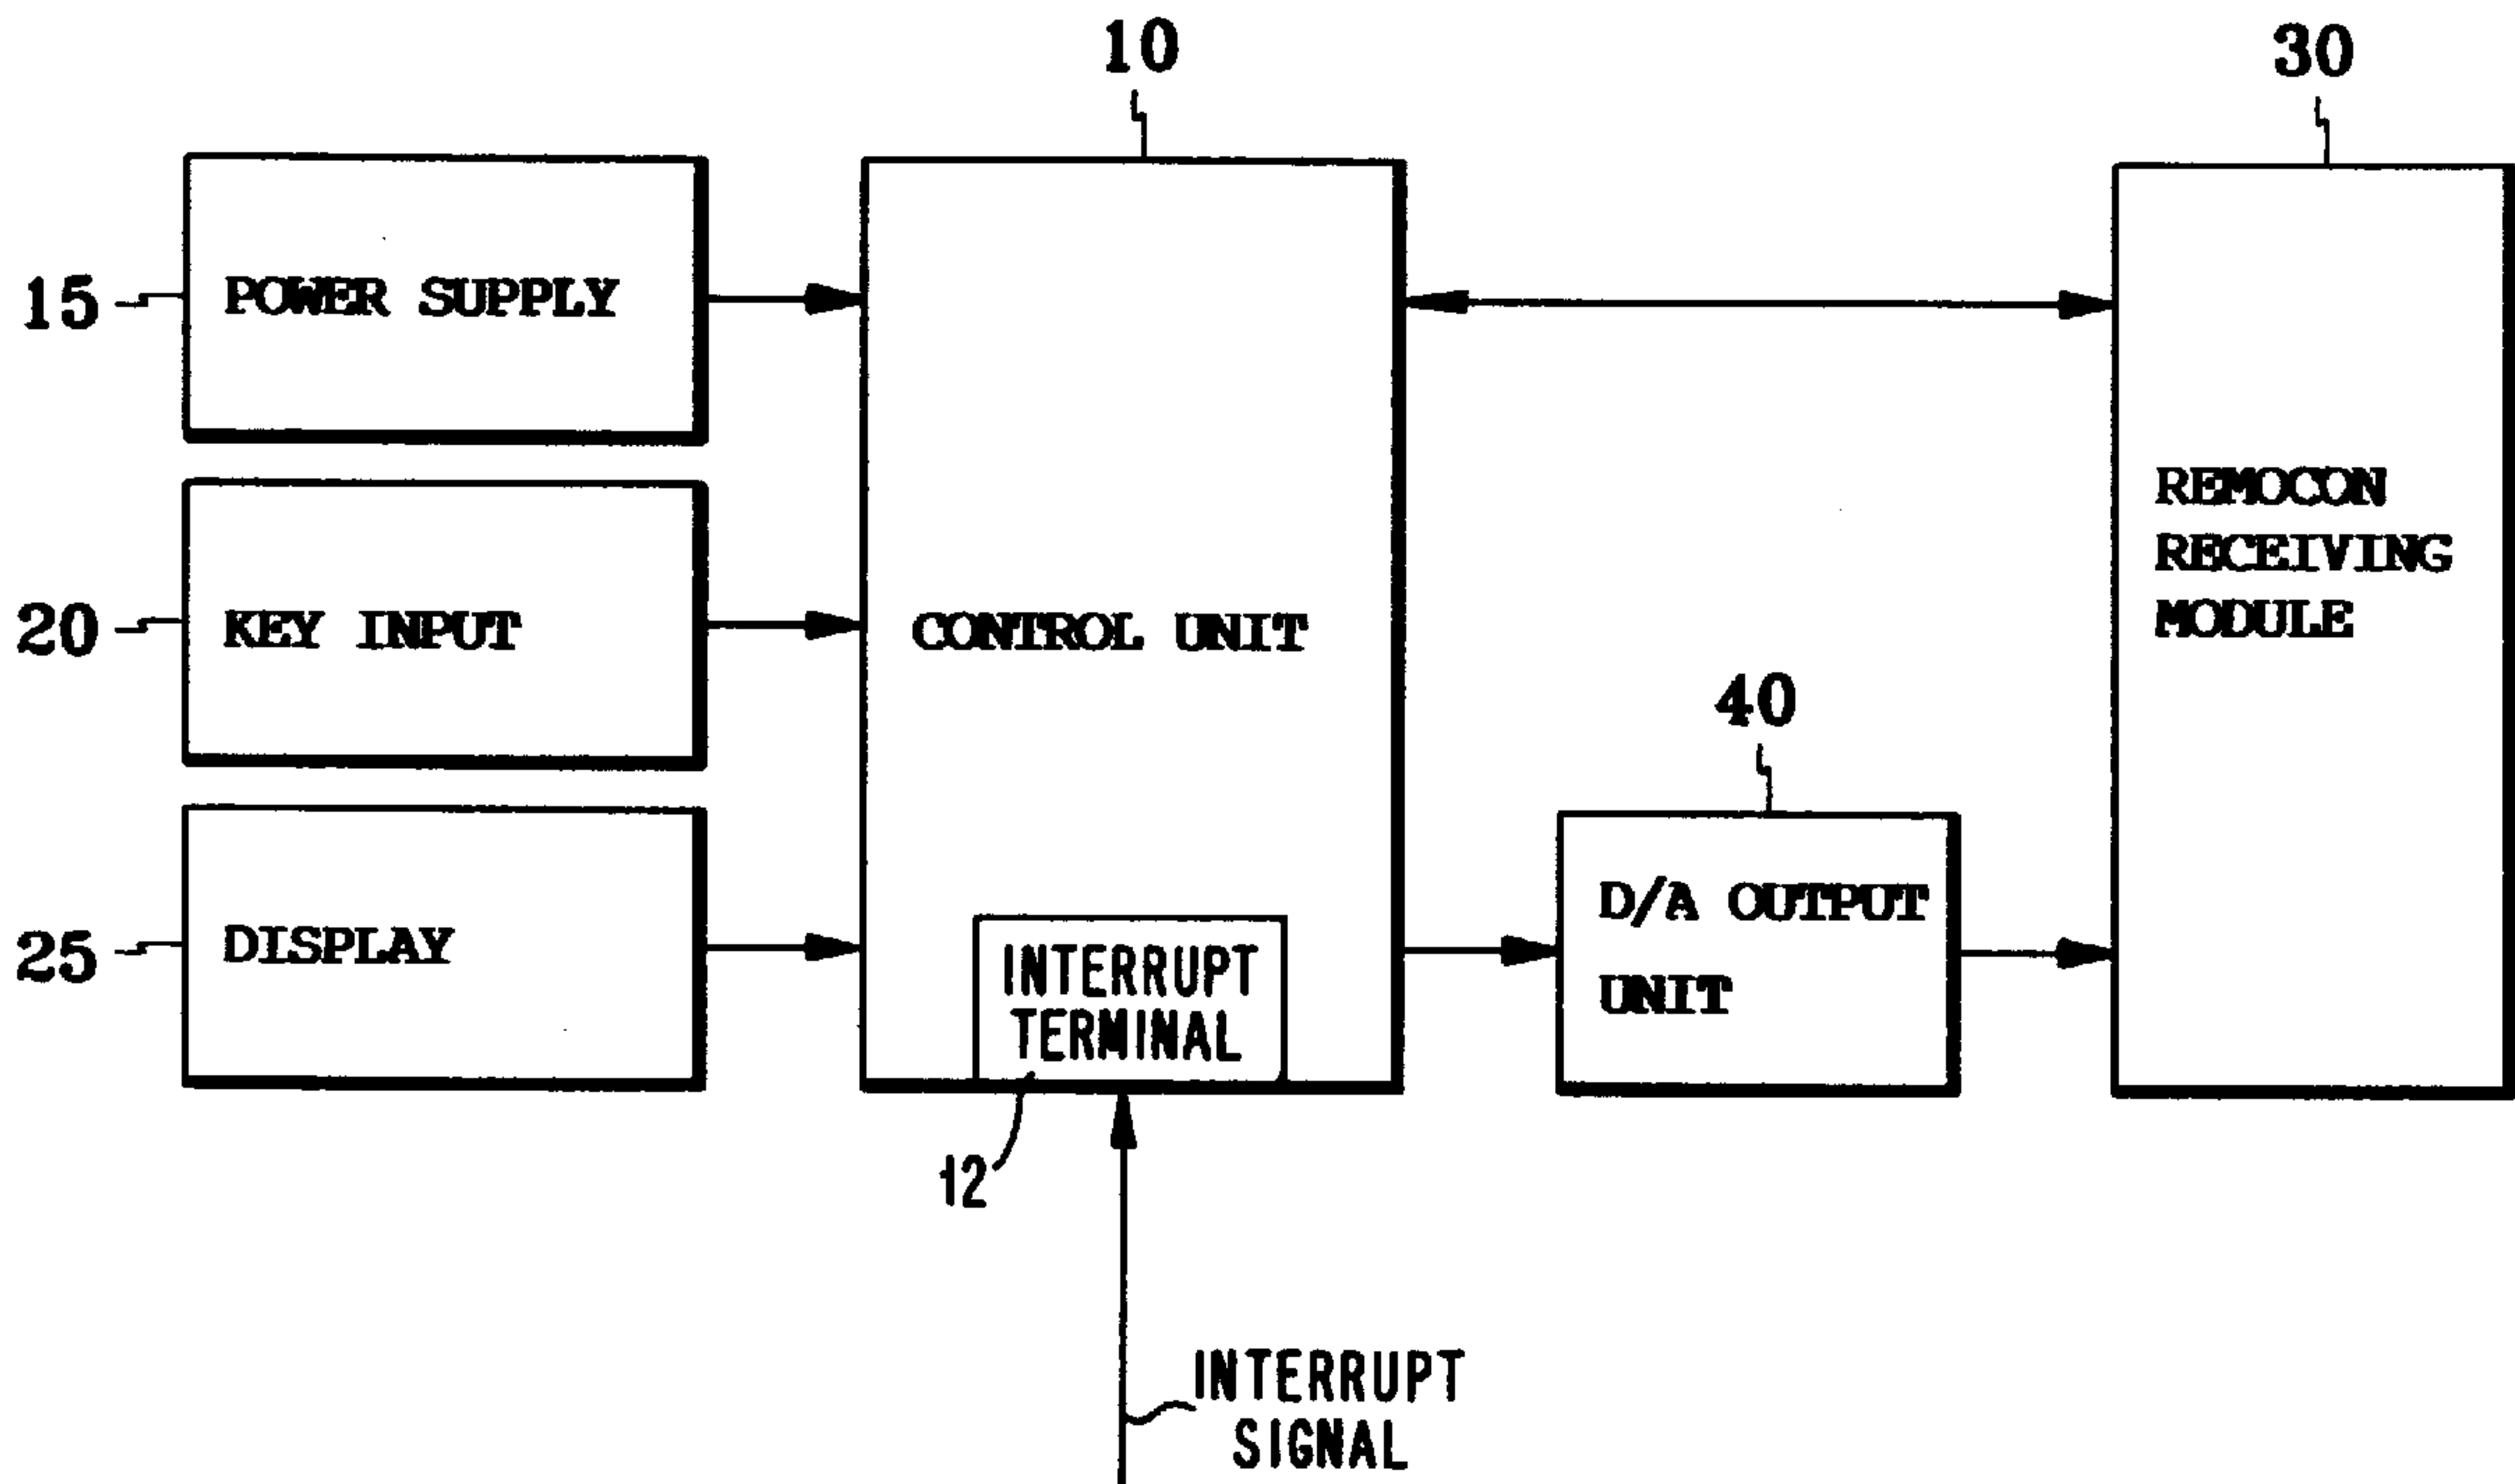 10
30
15
POWER SUPPLY
20
KEY INPUT
25
DISPLAY
CONTROL UNIT
INTERRUPT
TERMINAL
12
INTERRUPT
SIGNAL
40
D/A OUTPUT
UNIT
REMOCON
RECEIVING
MODULE